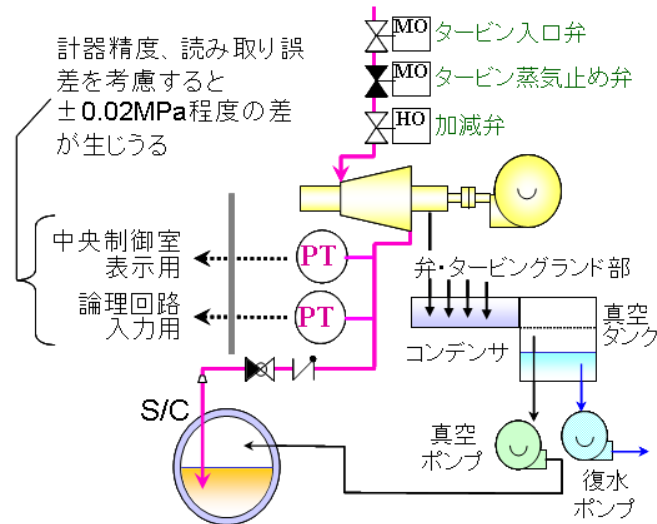 MO タービン入口弁
MO タービン蒸気止め弁
HO 加減弁
計器精度、読み取り誤
差を考慮すると
±0.02MPa程度の差
が生じうる
中央制御室
表示用
PT
論理回路
入力用
PT
弁・タービングランド部
コンデンサ
真空
タンク
S/C
真空
ポンプ
復水
ポンプ